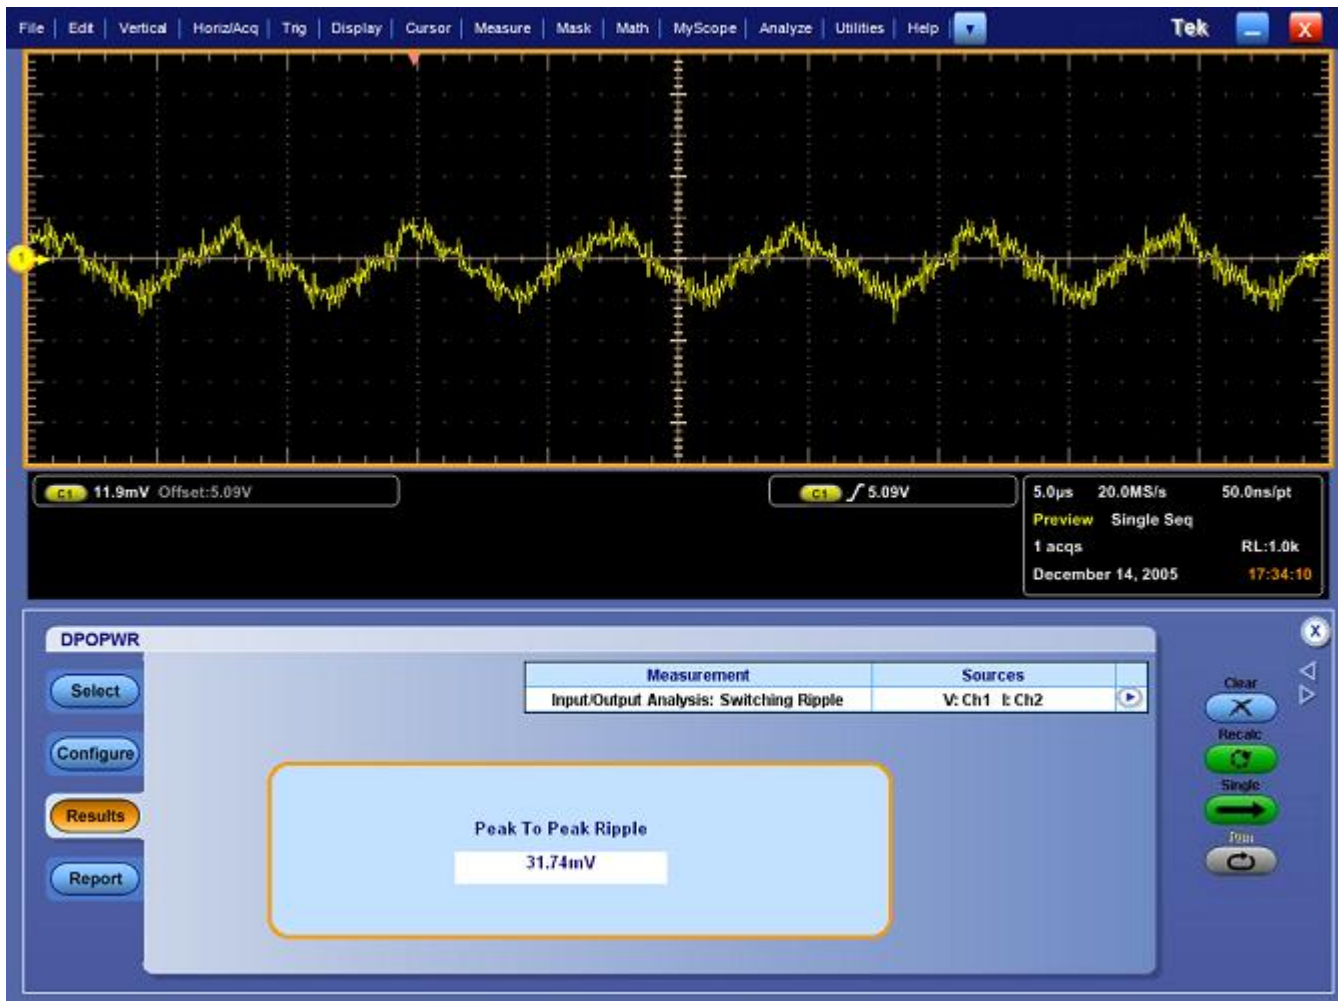 File | Edit | Vertical | Horiz/Acq | Trig | Display | Cursor | Measure | Mask | Math | MyScope | Analyze | Utilities | Help Tek X
1
C1 11.9mV Offset:5.09V
C1 5.09V
5.0µs 20.0MS/s 50.0ns/pt
Preview Single Seq
1 acqs RL:1.0k
December 14, 2005 17:34:10
DPOPWR
X
Select
Configure
Results
Report
Measurement Sources
Input/Output Analysis: Switching Ripple V: Ch1 I: Ch2
Peak To Peak Ripple
31.74mV
Clear
Recalc
Single